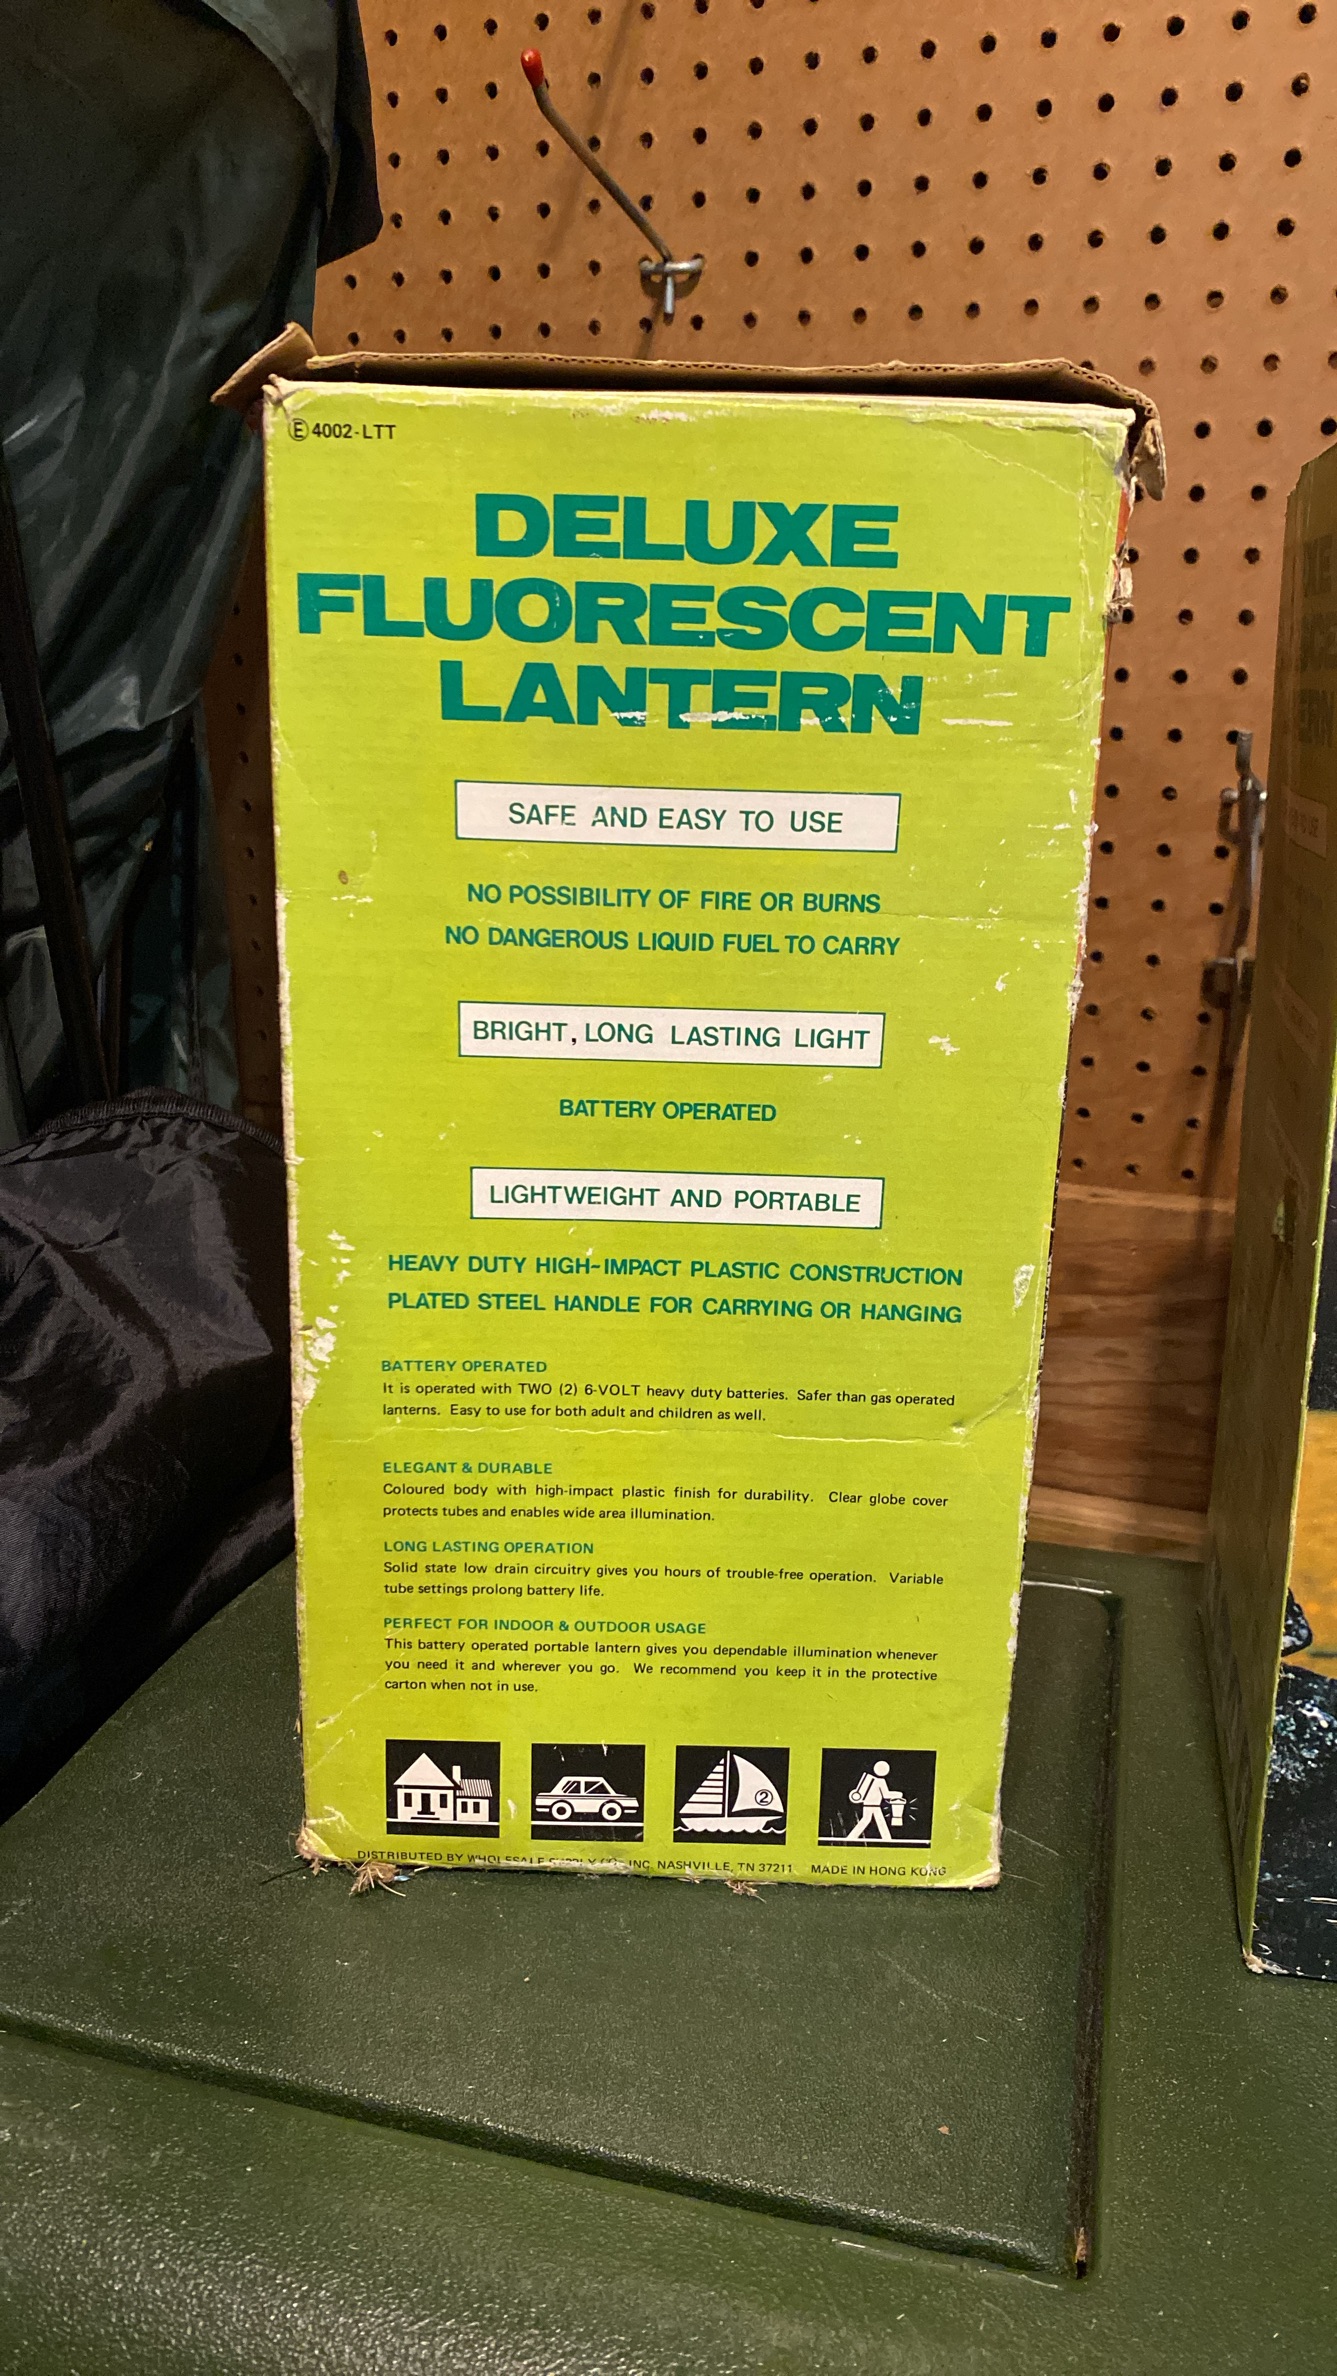 Ⓔ 4002-LTT
DELUXE
FLUORESCENT
LANTERN
SAFE AND EASY TO USE
NO POSSIBILITY OF FIRE OR BURNS
NO DANGEROUS LIQUID FUEL TO CARRY
BRIGHT, LONG LASTING LIGHT
BATTERY OPERATED
LIGHTWEIGHT AND PORTABLE
HEAVY DUTY HIGH-IMPACT PLASTIC CONSTRUCTION
PLATED STEEL HANDLE FOR CARRYING OR HANGING
BATTERY OPERATED
It is operated with TWO (2) 6-VOLT heavy duty batteries. Safer than gas operated
lanterns. Easy to use for both adult and children as well.
ELEGANT & DURABLE
Coloured body with high-impact plastic finish for durability. Clear globe cover
protects tubes and enables wide area illumination.
LONG LASTING OPERATION
Solid state low drain circuitry gives you hours of trouble-free operation. Variable
tube settings prolong battery life.
PERFECT FOR INDOOR & OUTDOOR USAGE
This battery operated portable lantern gives you dependable illumination whenever
you need it and wherever you go. We recommend you keep it in the protective
carton when not in use.
2
DISTRIBUTED BY WHOLESALE SUPPLY CO. INC. NASHVILLE, TN 37211 MADE IN HONG KONG